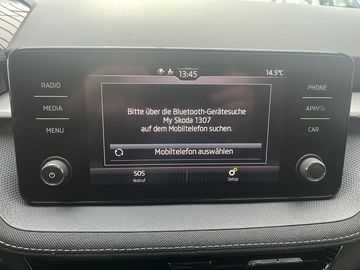 13:45
14.5°C
RADIO
MEDIA
MENU
PHONE
APP/
CAR
Bitte über die Bluetooth-Gerätesuche
My Skoda 1307
auf dem Mobiltelefon suchen.
Mobiltelefon auswählen
SOS
Notruf
Setup